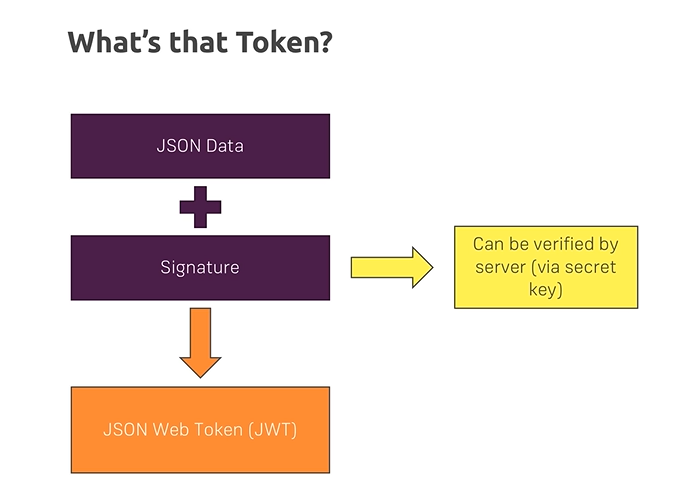 What's that Token?
JSON Data
Signature
Can be verified by
server (via secret
key)
JSON Web Token (JWT)